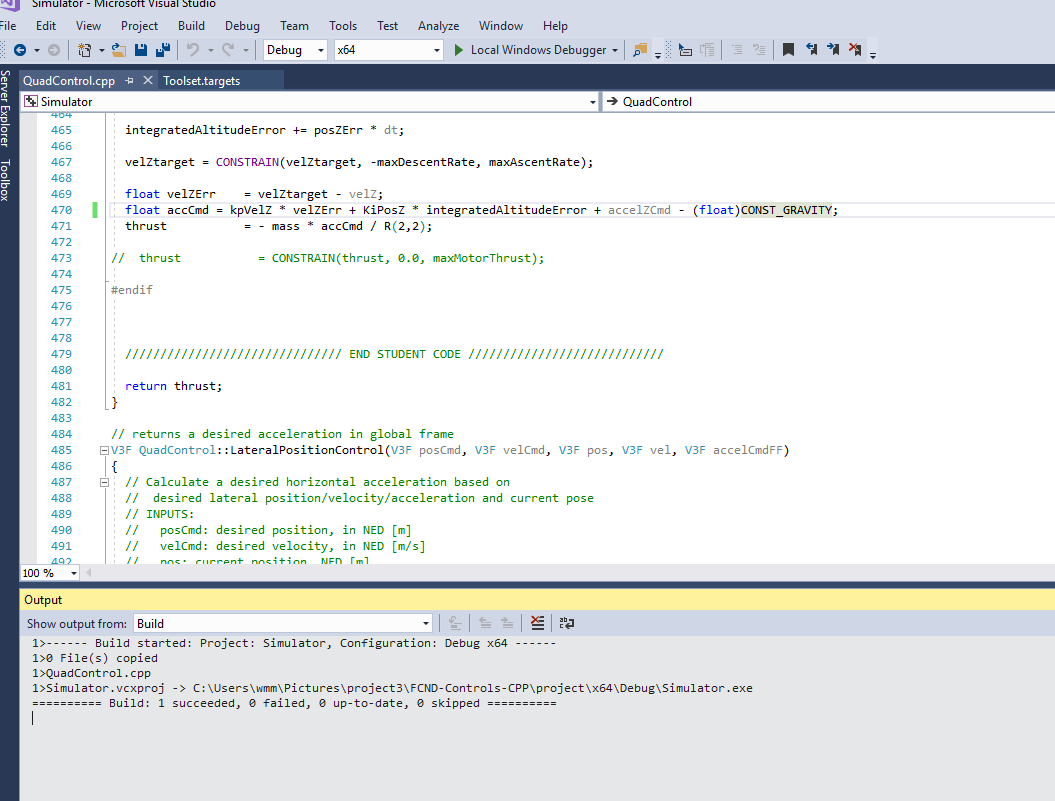 Simulator - Microsoft Visual Studio
File Edit View Project Build Debug Team Tools Test Analyze Window Help
Debug x64 Local Windows Debugger
Server Explorer
Toolbox
QuadControl.cpp Toolset.targets
Simulator QuadControl
464
465 integratedAltitudeError += posZErr * dt;
466
467 velZtarget = CONSTRAIN(velZtarget, -maxDescentRate, maxAscentRate);
468
469 float velZErr = velZtarget - velZ;
470 float accCmd = kpVelZ * velZErr + KiPosZ * integratedAltitudeError + accelZCmd - (float)CONST_GRAVITY;
471 thrust = - mass * accCmd / R(2,2);
472
473 // thrust = CONSTRAIN(thrust, 0.0, maxMotorThrust);
474
475 #endif
476
477
478
479 /////////////////////////////// END STUDENT CODE ////////////////////////////
480
481 return thrust;
482 }
483
484 // returns a desired acceleration in global frame
485 V3F QuadControl::LateralPositionControl(V3F posCmd, V3F velCmd, V3F pos, V3F vel, V3F accelCmdFF)
486 {
487 // Calculate a desired horizontal acceleration based on
488 // desired lateral position/velocity/acceleration and current pose
489 // INPUTS:
490 // posCmd: desired position, in NED [m]
491 // velCmd: desired velocity, in NED [m/s]
492 // pos: current position, NED [m]
100 %
Output
Show output from: Build
1>------ Build started: Project: Simulator, Configuration: Debug x64 ------
1>0 File(s) copied
1>QuadControl.cpp
1>Simulator.vcxproj -> C:\Users\wmm\Pictures\project3\FCND-Controls-CPP\project\x64\Debug\Simulator.exe
========== Build: 1 succeeded, 0 failed, 0 up-to-date, 0 skipped ==========